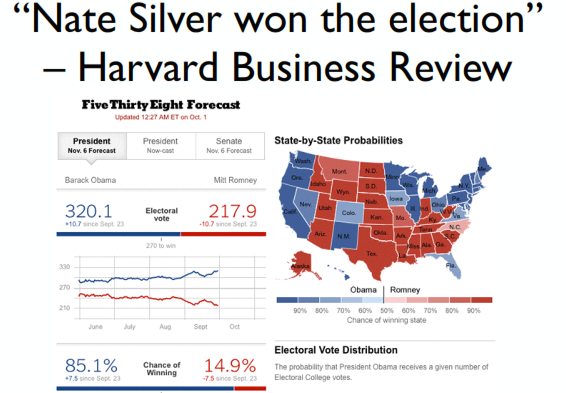 “Nate Silver won the election”
– Harvard Business Review
FiveThirtyEight Forecast
Updated 12:27 AM ET on Oct. 1
President
Nov. 6 Forecast
President
Now-cast
Senate
Nov. 6 Forecast
Barack Obama
Mitt Romney
320.1
+10.7 since Sept. 23
Electoral
vote
217.9
-10.7 since Sept. 23
270 to win
330
270
210
June July Aug Sept Oct
85.1%
+7.5 since Sept. 23
Chance of
Winning
14.9%
-7.5 since Sept. 23
State-by-State Probabilities
Wash.
Ore.
Calif.
Nev.
Idaho
Mont.
Wyo.
Utah
Ariz.
Colo.
N.M.
N.D.
S.D.
Neb.
Kan.
Okla.
Tex.
Minn.
Iowa
Mo.
Ark.
La.
Wis.
Ill.
Mich.
Ind.
Ohio
Ky.
Tenn.
Miss.
Ala.
Ga.
Fla.
S.C.
N.C.
Va.
Pa.
N.Y.
Me.
Alaska
Obama Romney
90% 80% 70% 60% 50% 60% 70% 80% 90%
Chance of winning state
Electoral Vote Distribution
The probability that President Obama receives a given number of
Electoral College votes.